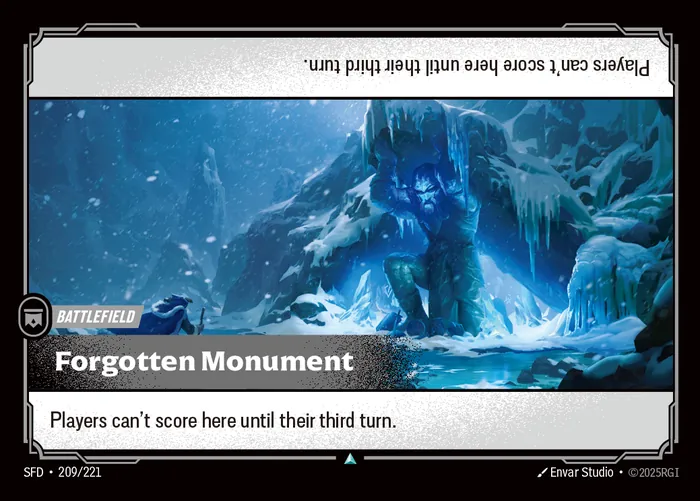 Players can't score here until their third turn.
BATTLEFIELD
Forgotten Monument
Players can't score here until their third turn.
SFD • 209/221
Envar Studio • ©2025RGI